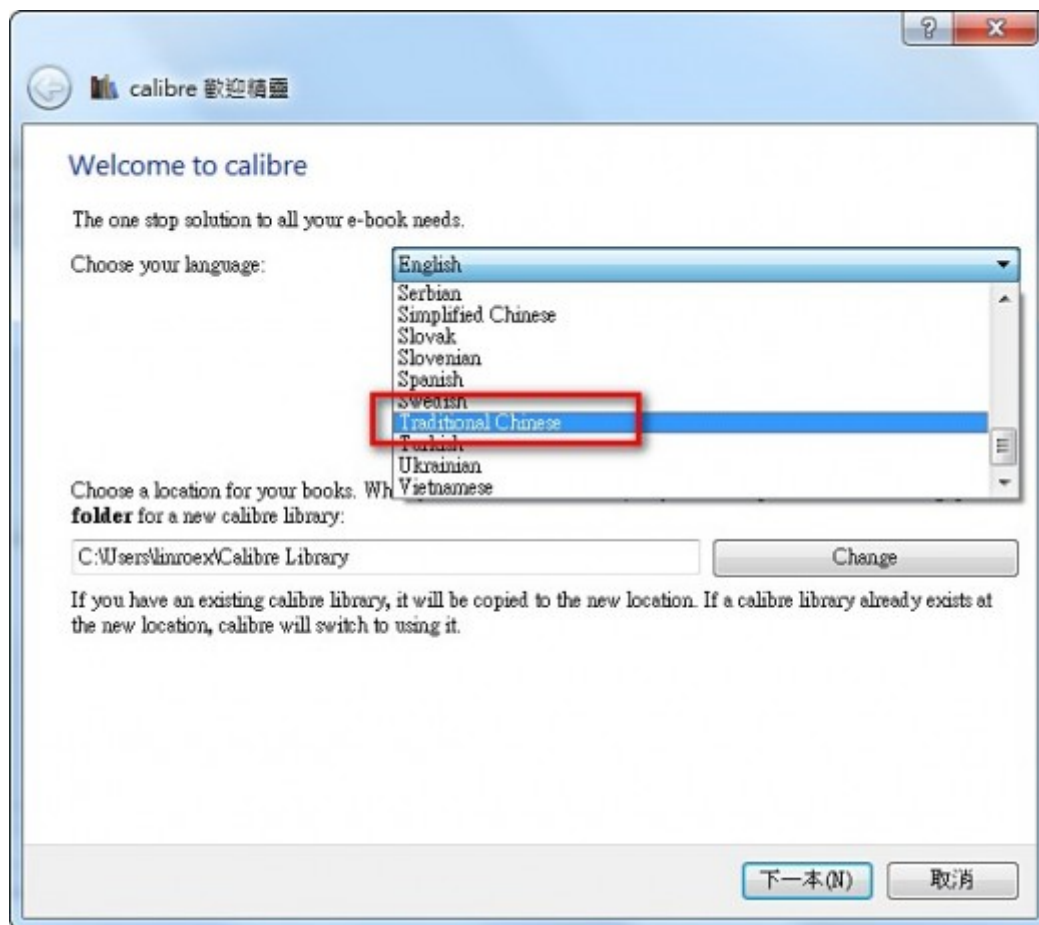 calibre 歡迎精靈
Welcome to calibre
The one stop solution to all your e-book needs.
Choose your language:
English
Serbian
Simplified Chinese
Slovak
Slovenian
Spanish
Swedish
Traditional Chinese
Turkish
Ukrainian
Vietnamese
Choose a location for your books.
folder for a new calibre library:
C:\Users\linroex\Calibre Library
Change
If you have an existing calibre library, it will be copied to the new location. If a calibre library already exists at
the new location, calibre will switch to using it.
下一本(N)
取消